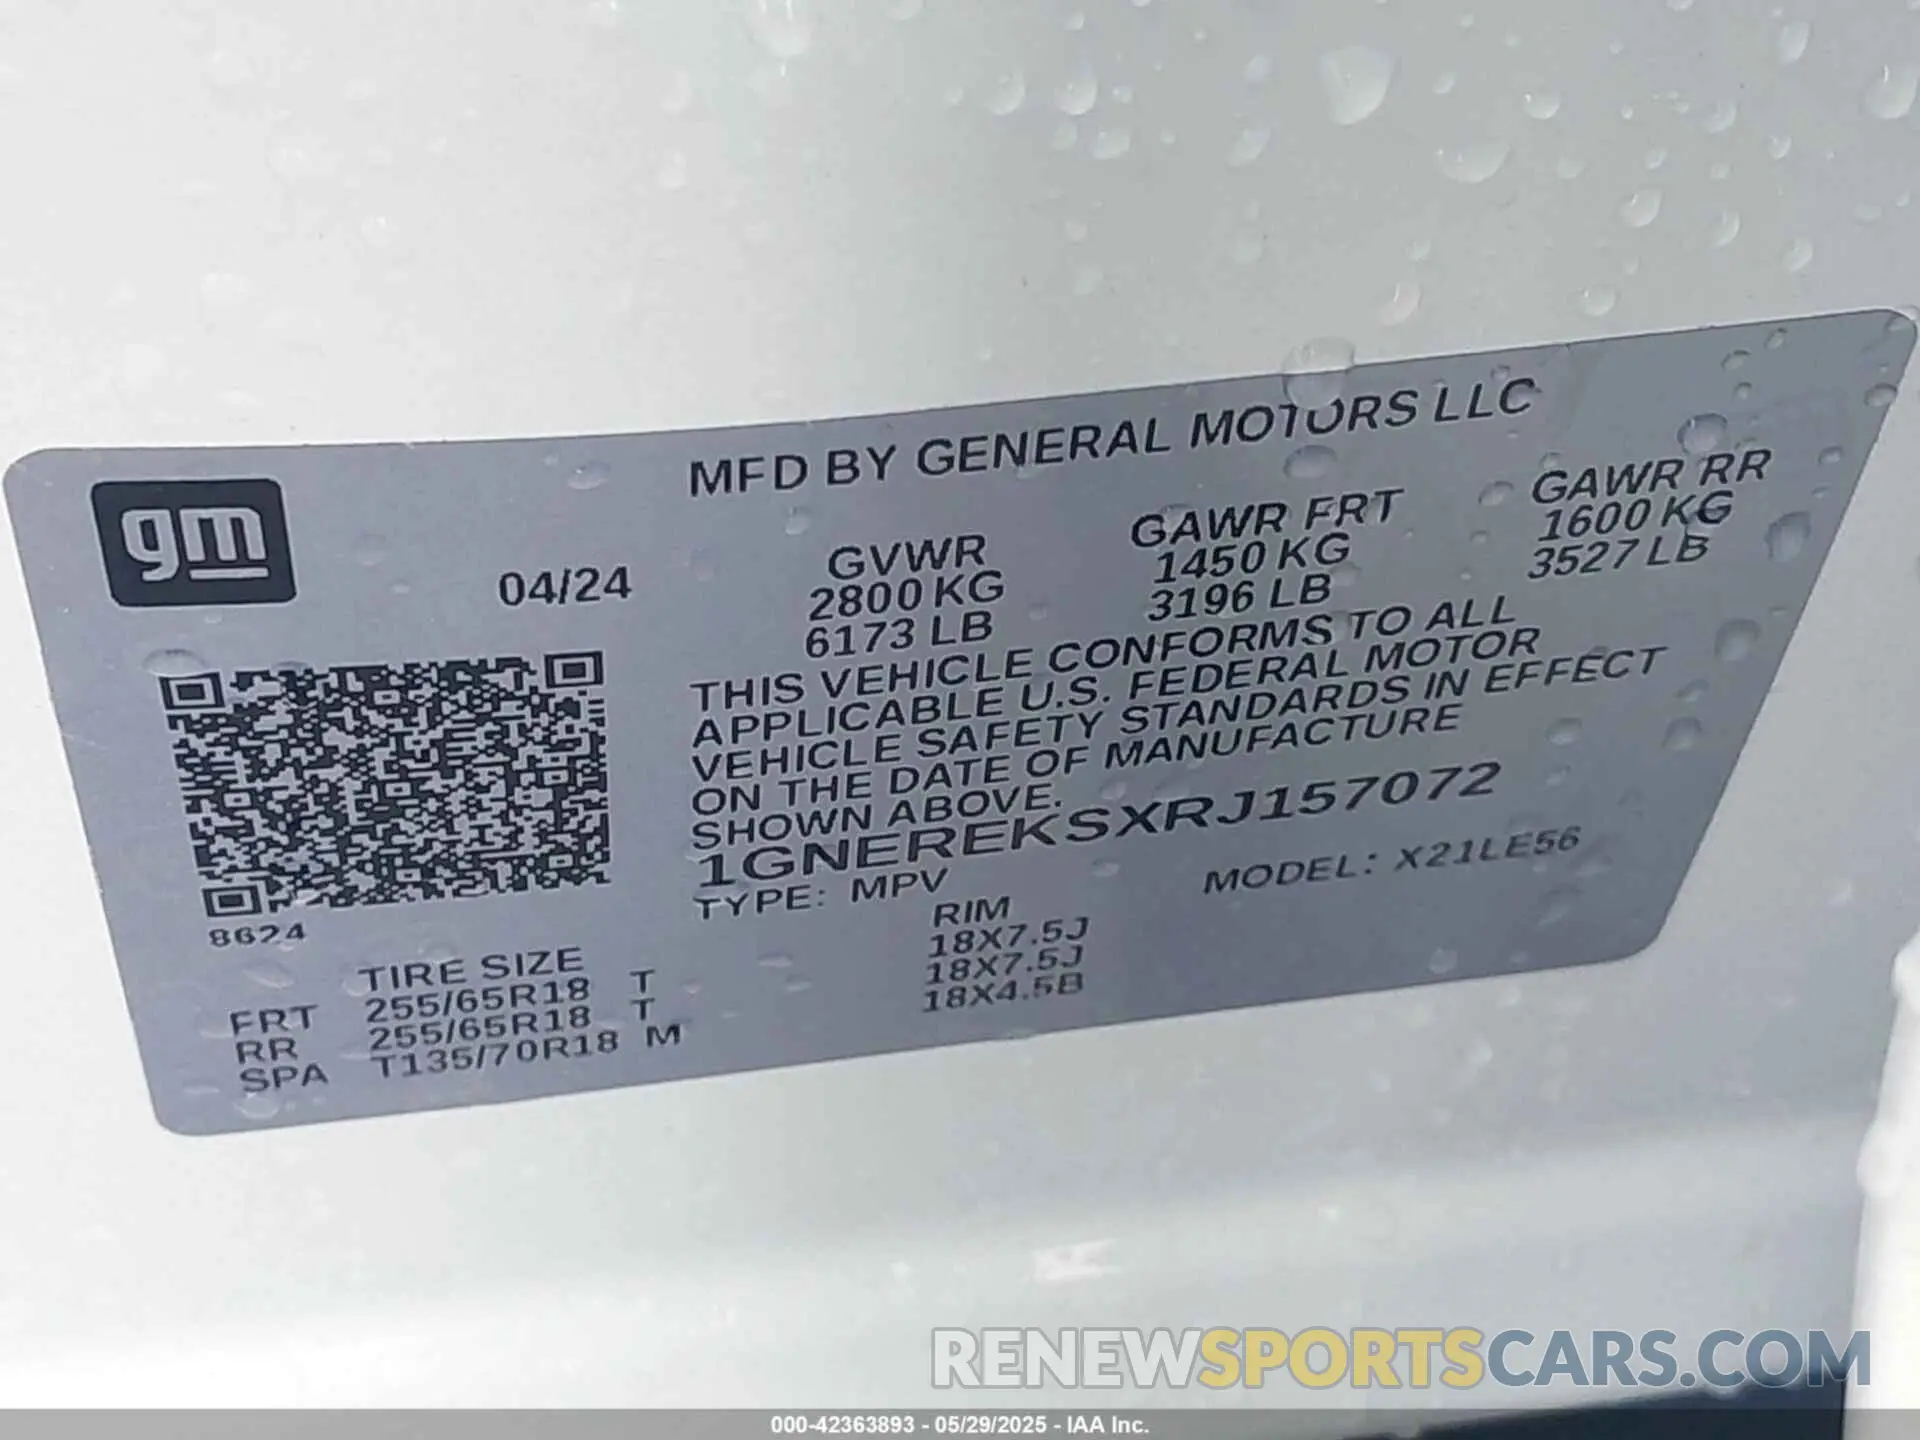 MFD BY GENERAL MOTORS LLC
gm
04/24
GVWR
2800 KG
6173 LB
GAWR FRT
1450 KG
3196 LB
GAWR RR
1600 KG
3527 LB
THIS VEHICLE CONFORMS TO ALL
APPLICABLE U.S. FEDERAL MOTOR
VEHICLE SAFETY STANDARDS IN EFFECT
ON THE DATE OF MANUFACTURE
SHOWN ABOVE.
1GNEREKSXRJ157072
TYPE: MPV
MODEL: X21LE56
8624
TIRE SIZE
RIM
FRT 255/65R18 T 18X7.5J
RR 255/65R18 T 18X7.5J
SPA T135/70R18 M 18X4.5B
RENEWSPORTSCARS.COM
000-42363893 - 05/29/2025 - IAA Inc.